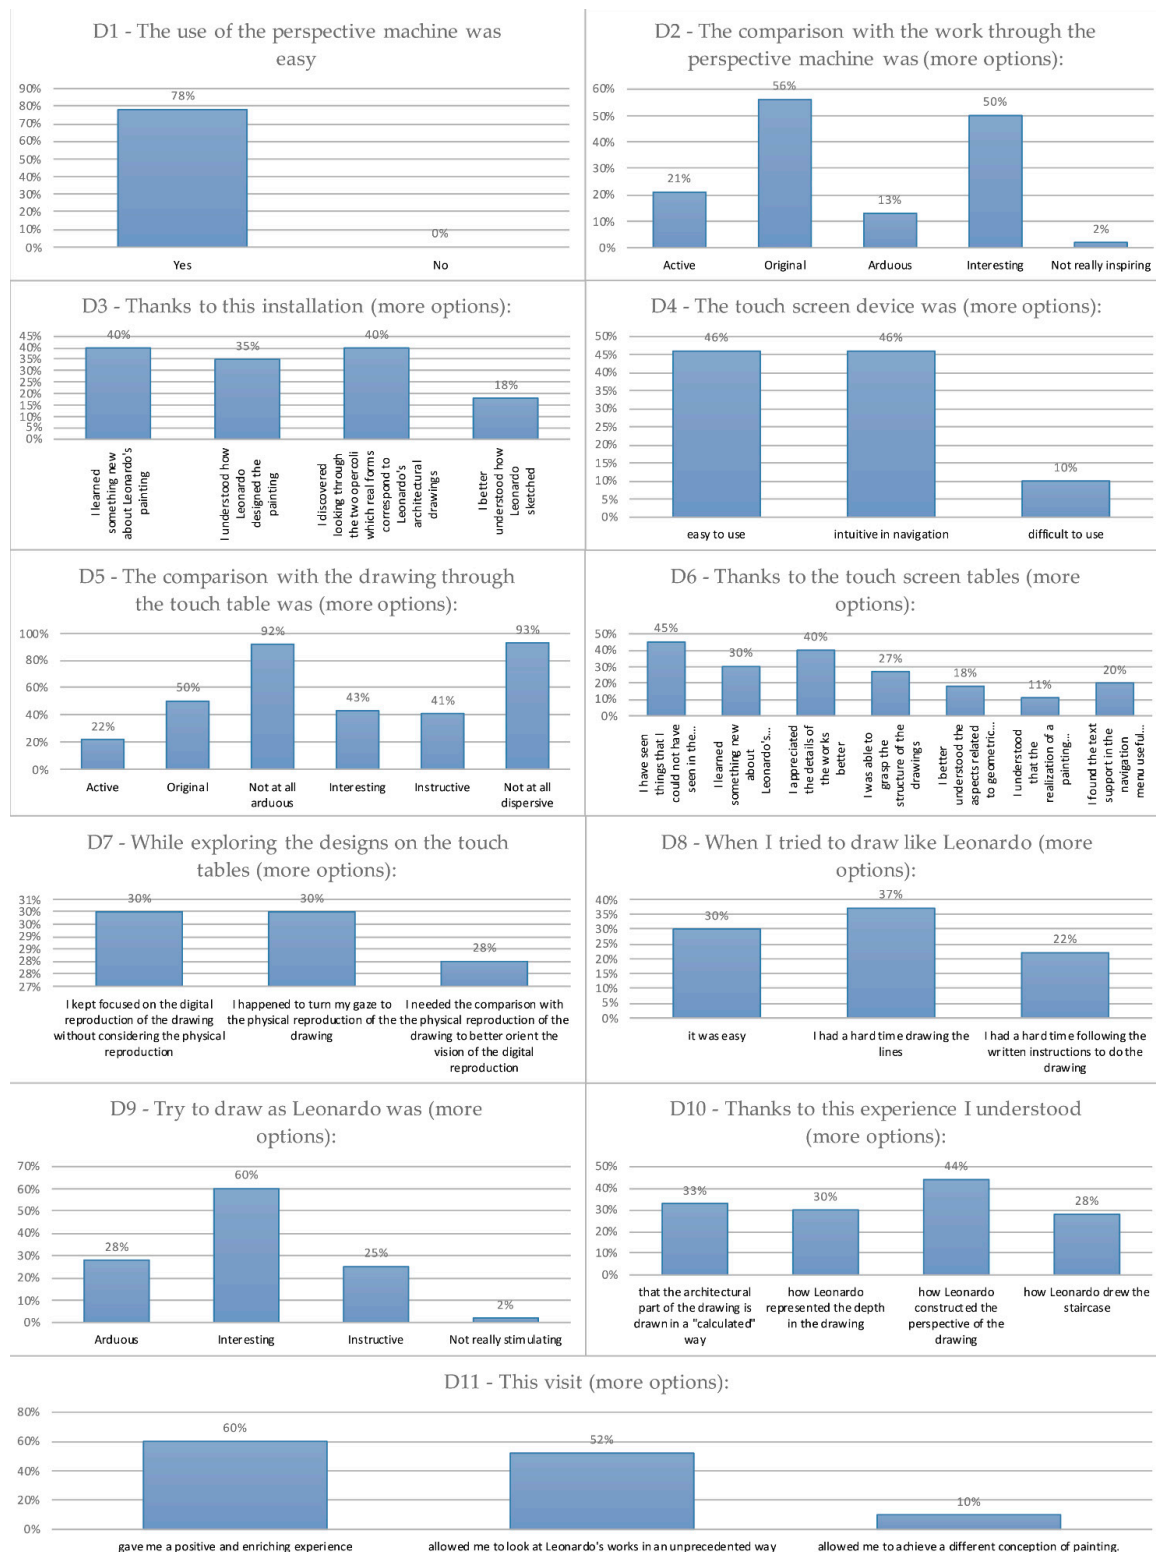 D1 - The use of the perspective machine was
easy
90%
80%
70%
60%
50%
40%
30%
20%
10%
0%
78%
0%
Yes
No
D2 - The comparison with the work through the
perspective machine was (more options):
60%
50%
40%
30%
20%
10%
0%
21%
56%
13%
50%
2%
Active
Original
Arduous
Interesting
Not really inspiring
D3 - Thanks to this installation (more options):
45%
40%
35%
30%
25%
20%
15%
10%
5%
0%
40%
35%
40%
18%
I learned
something new
about Leonardo's
painting
I understood how
Leonardo
designed the
painting
I discovered
looking through
the two opercoli
which real forms
correspond to
Leonardo's
architectural
drawings
I better
understood how
Leonardo
sketched
D4 - The touch screen device was (more options):
50%
45%
40%
35%
30%
25%
20%
15%
10%
5%
0%
46%
46%
10%
easy to use
intuitive in navigation
difficult to use
D5 - The comparison with the drawing through
the touch table was (more options):
100%
80%
60%
40%
20%
0%
22%
50%
92%
43%
41%
93%
Active
Original
Not at all
arduous
Interesting
Instructive
Not at all
dispersive
D6 - Thanks to the touch screen tables (more
options):
50%
40%
30%
20%
10%
0%
45%
30%
40%
27%
18%
11%
20%
I have seen
things that I
could not have
seen in the...
I learned
something new
about
Leonardo's...
I appreciated
the details of
the works
better
I was able to
grasp the
structure of the
drawings
I better
understood the
aspects related
to geometric...
I understood
that the
realization of a
painting...
I found the text
support in the
navigation
menu useful...
D7 - While exploring the designs on the touch
tables (more options):
31%
30%
30%
29%
29%
28%
28%
27%
30%
30%
28%
I kept focused on the digital
reproduction of the drawing
without considering the physical
reproduction
I happened to turn my gaze to
the physical reproduction of the
drawing
I needed the comparison with
the physical reproduction of the
drawing to better orient the
vision of the digital
reproduction
D8 - When I tried to draw like Leonardo (more
options):
40%
35%
30%
25%
20%
15%
10%
5%
0%
30%
37%
22%
it was easy
I had a hard time drawing the
lines
I had a hard time following the
written instructions to do the
drawing
D9 - Try to draw as Leonardo was (more
options):
70%
60%
50%
40%
30%
20%
10%
0%
28%
60%
25%
2%
Arduous
Interesting
Instructive
Not really stimulating
D10 - Thanks to this experience I understood
(more options):
50%
40%
30%
20%
10%
0%
33%
30%
44%
28%
that the architectural
part of the drawing is
drawn in a "calculated"
way
how Leonardo
represented the depth
in the drawing
how Leonardo
constructed the
perspective of the
drawing
how Leonardo drew the
staircase
D11 - This visit (more options):
80%
60%
40%
20%
0%
60%
52%
10%
gave me a positive and enriching experience
allowed me to look at Leonardo's works in an unprecedented way
allowed me to achieve a different conception of painting.